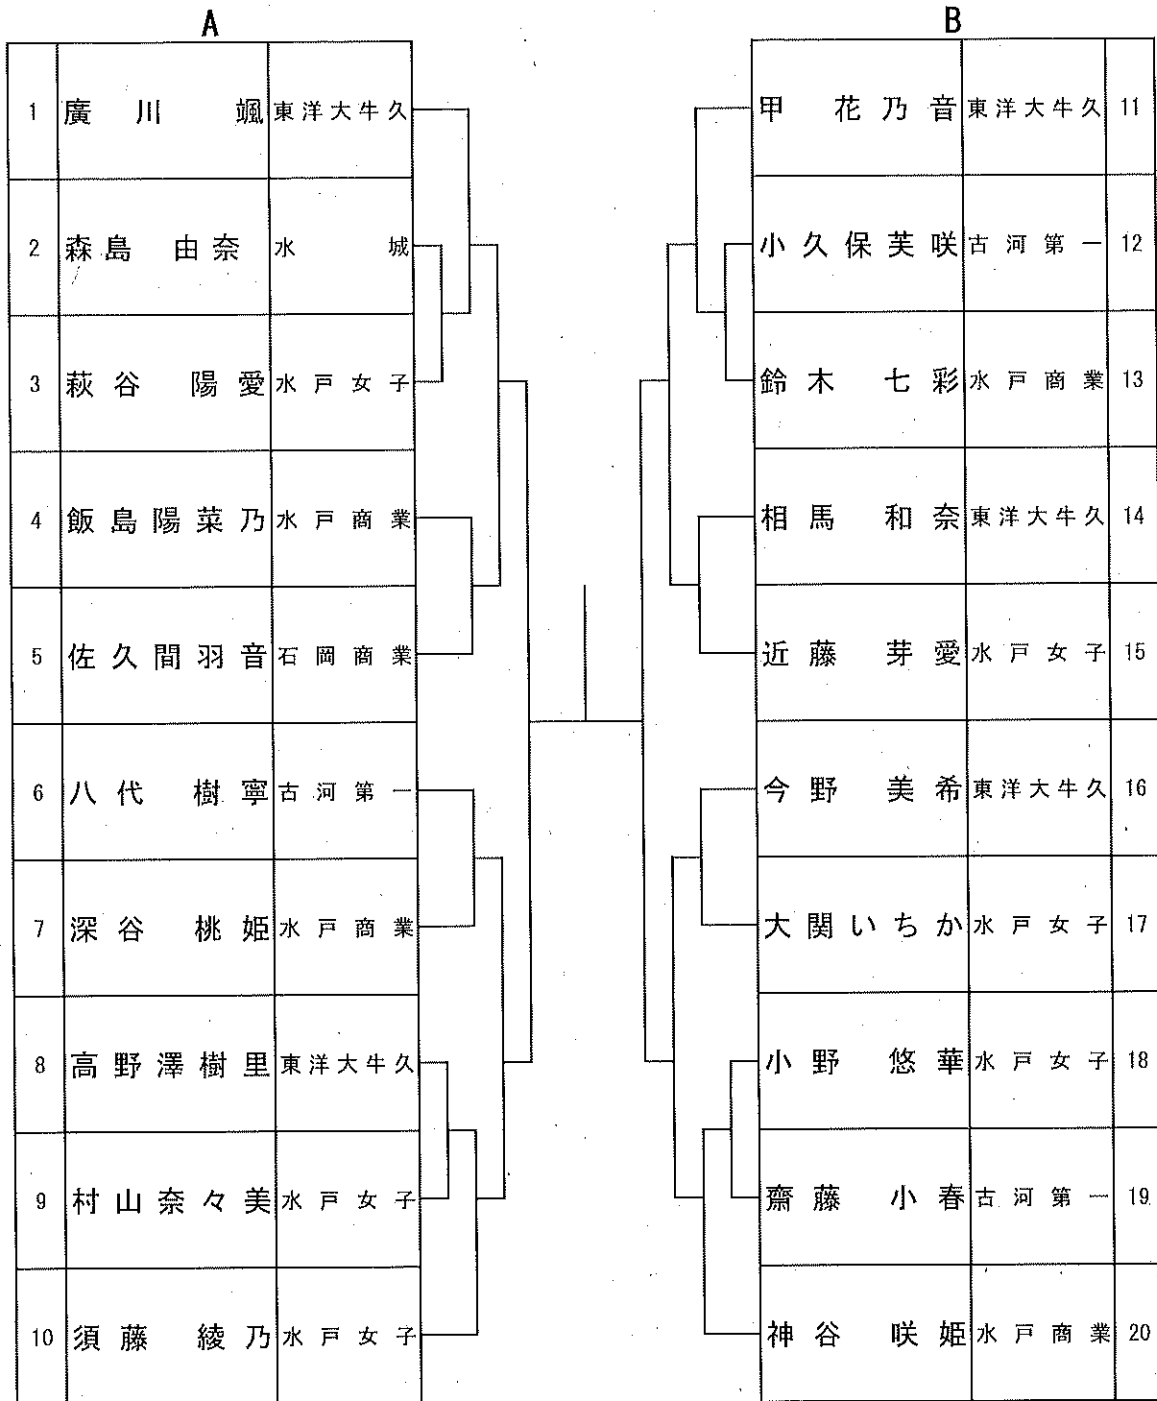 A
1 廣川 颯 東洋大牛久
2 森島 由奈 水城
3 萩谷 陽愛 水戸女子
4 飯島陽菜乃 水戸商業
5 佐久間羽音 石岡商業
6 八代 樹寧 古河第一
7 深谷 桃姫 水戸商業
8 高野澤樹里 東洋大牛久
9 村山奈々美 水戸女子
10 須藤 綾乃 水戸女子
B
甲 花乃音 東洋大牛久 11
小久保芙咲 古河第一 12
鈴木 七彩 水戸商業 13
相馬 和奈 東洋大牛久 14
近藤 芽愛 水戸女子 15
今野 美希 東洋大牛久 16
大関いちか 水戸女子 17
小野 悠華 水戸女子 18
齋藤 小春 古河第一 19
神谷 咲姫 水戸商業 20